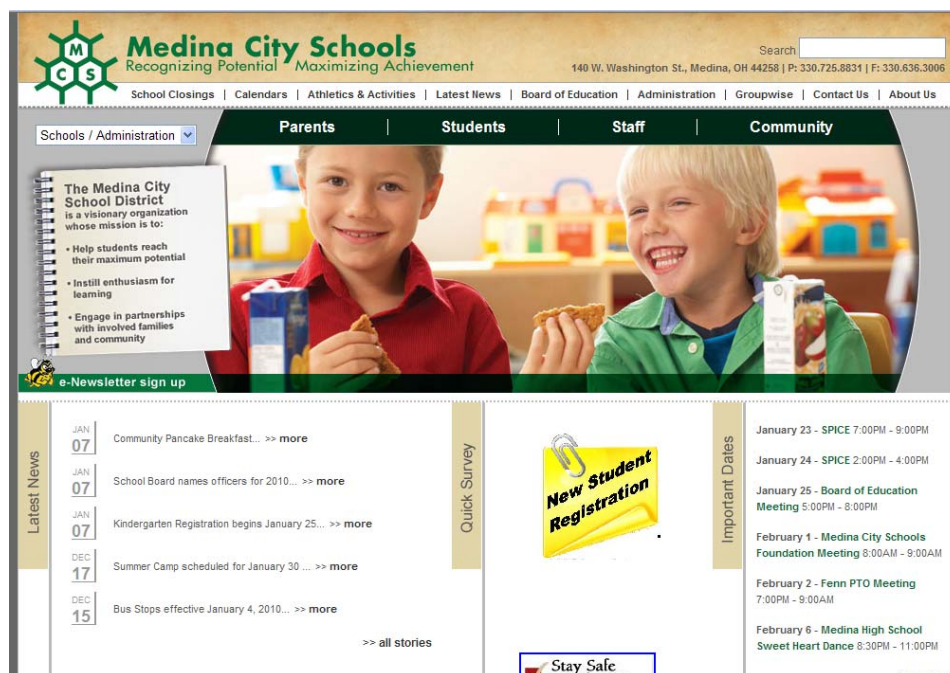 M
C S
Medina City Schools
Recognizing Potential Maximizing Achievement
Search
140 W. Washington St., Medina, OH 44258 | P: 330.725.8831 | F: 330.636.3006
School Closings | Calendars | Athletics & Activities | Latest News | Board of Education | Administration | Groupwise | Contact Us | About Us
Schools / Administration
Parents | Students | Staff | Community
The Medina City
School District
is a visionary organization
whose mission is to:
• Help students reach
their maximum potential
• Instill enthusiasm for
learning
• Engage in partnerships
with involved families
and community
e-Newsletter sign up
Latest News
JAN
07
Community Pancake Breakfast... >> more
JAN
07
School Board names officers for 2010... >> more
JAN
07
Kindergarten Registration begins January 25... >> more
DEC
17
Summer Camp scheduled for January 30 ... >> more
DEC
15
Bus Stops effective January 4, 2010... >> more
>> all stories
Quick Survey
New Student
Registration
.
Stay Safe
Important Dates
January 23 - SPICE 7:00PM - 9:00PM
January 24 - SPICE 2:00PM - 4:00PM
January 25 - Board of Education
Meeting 5:00PM - 8:00PM
February 1 - Medina City Schools
Foundation Meeting 8:00AM - 9:00AM
February 2 - Fenn PTO Meeting
7:00PM - 9:00AM
February 6 - Medina High School
Sweet Heart Dance 8:30PM - 11:00PM